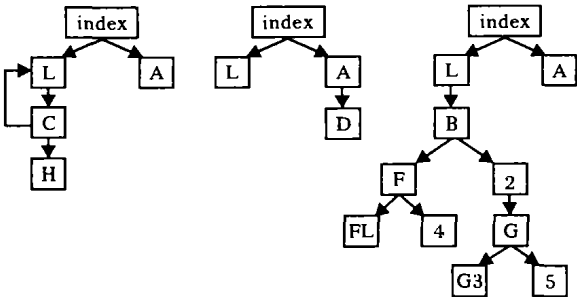 index index index
L A L A L A
C D B
H F 2
FL 4 G
G3 5